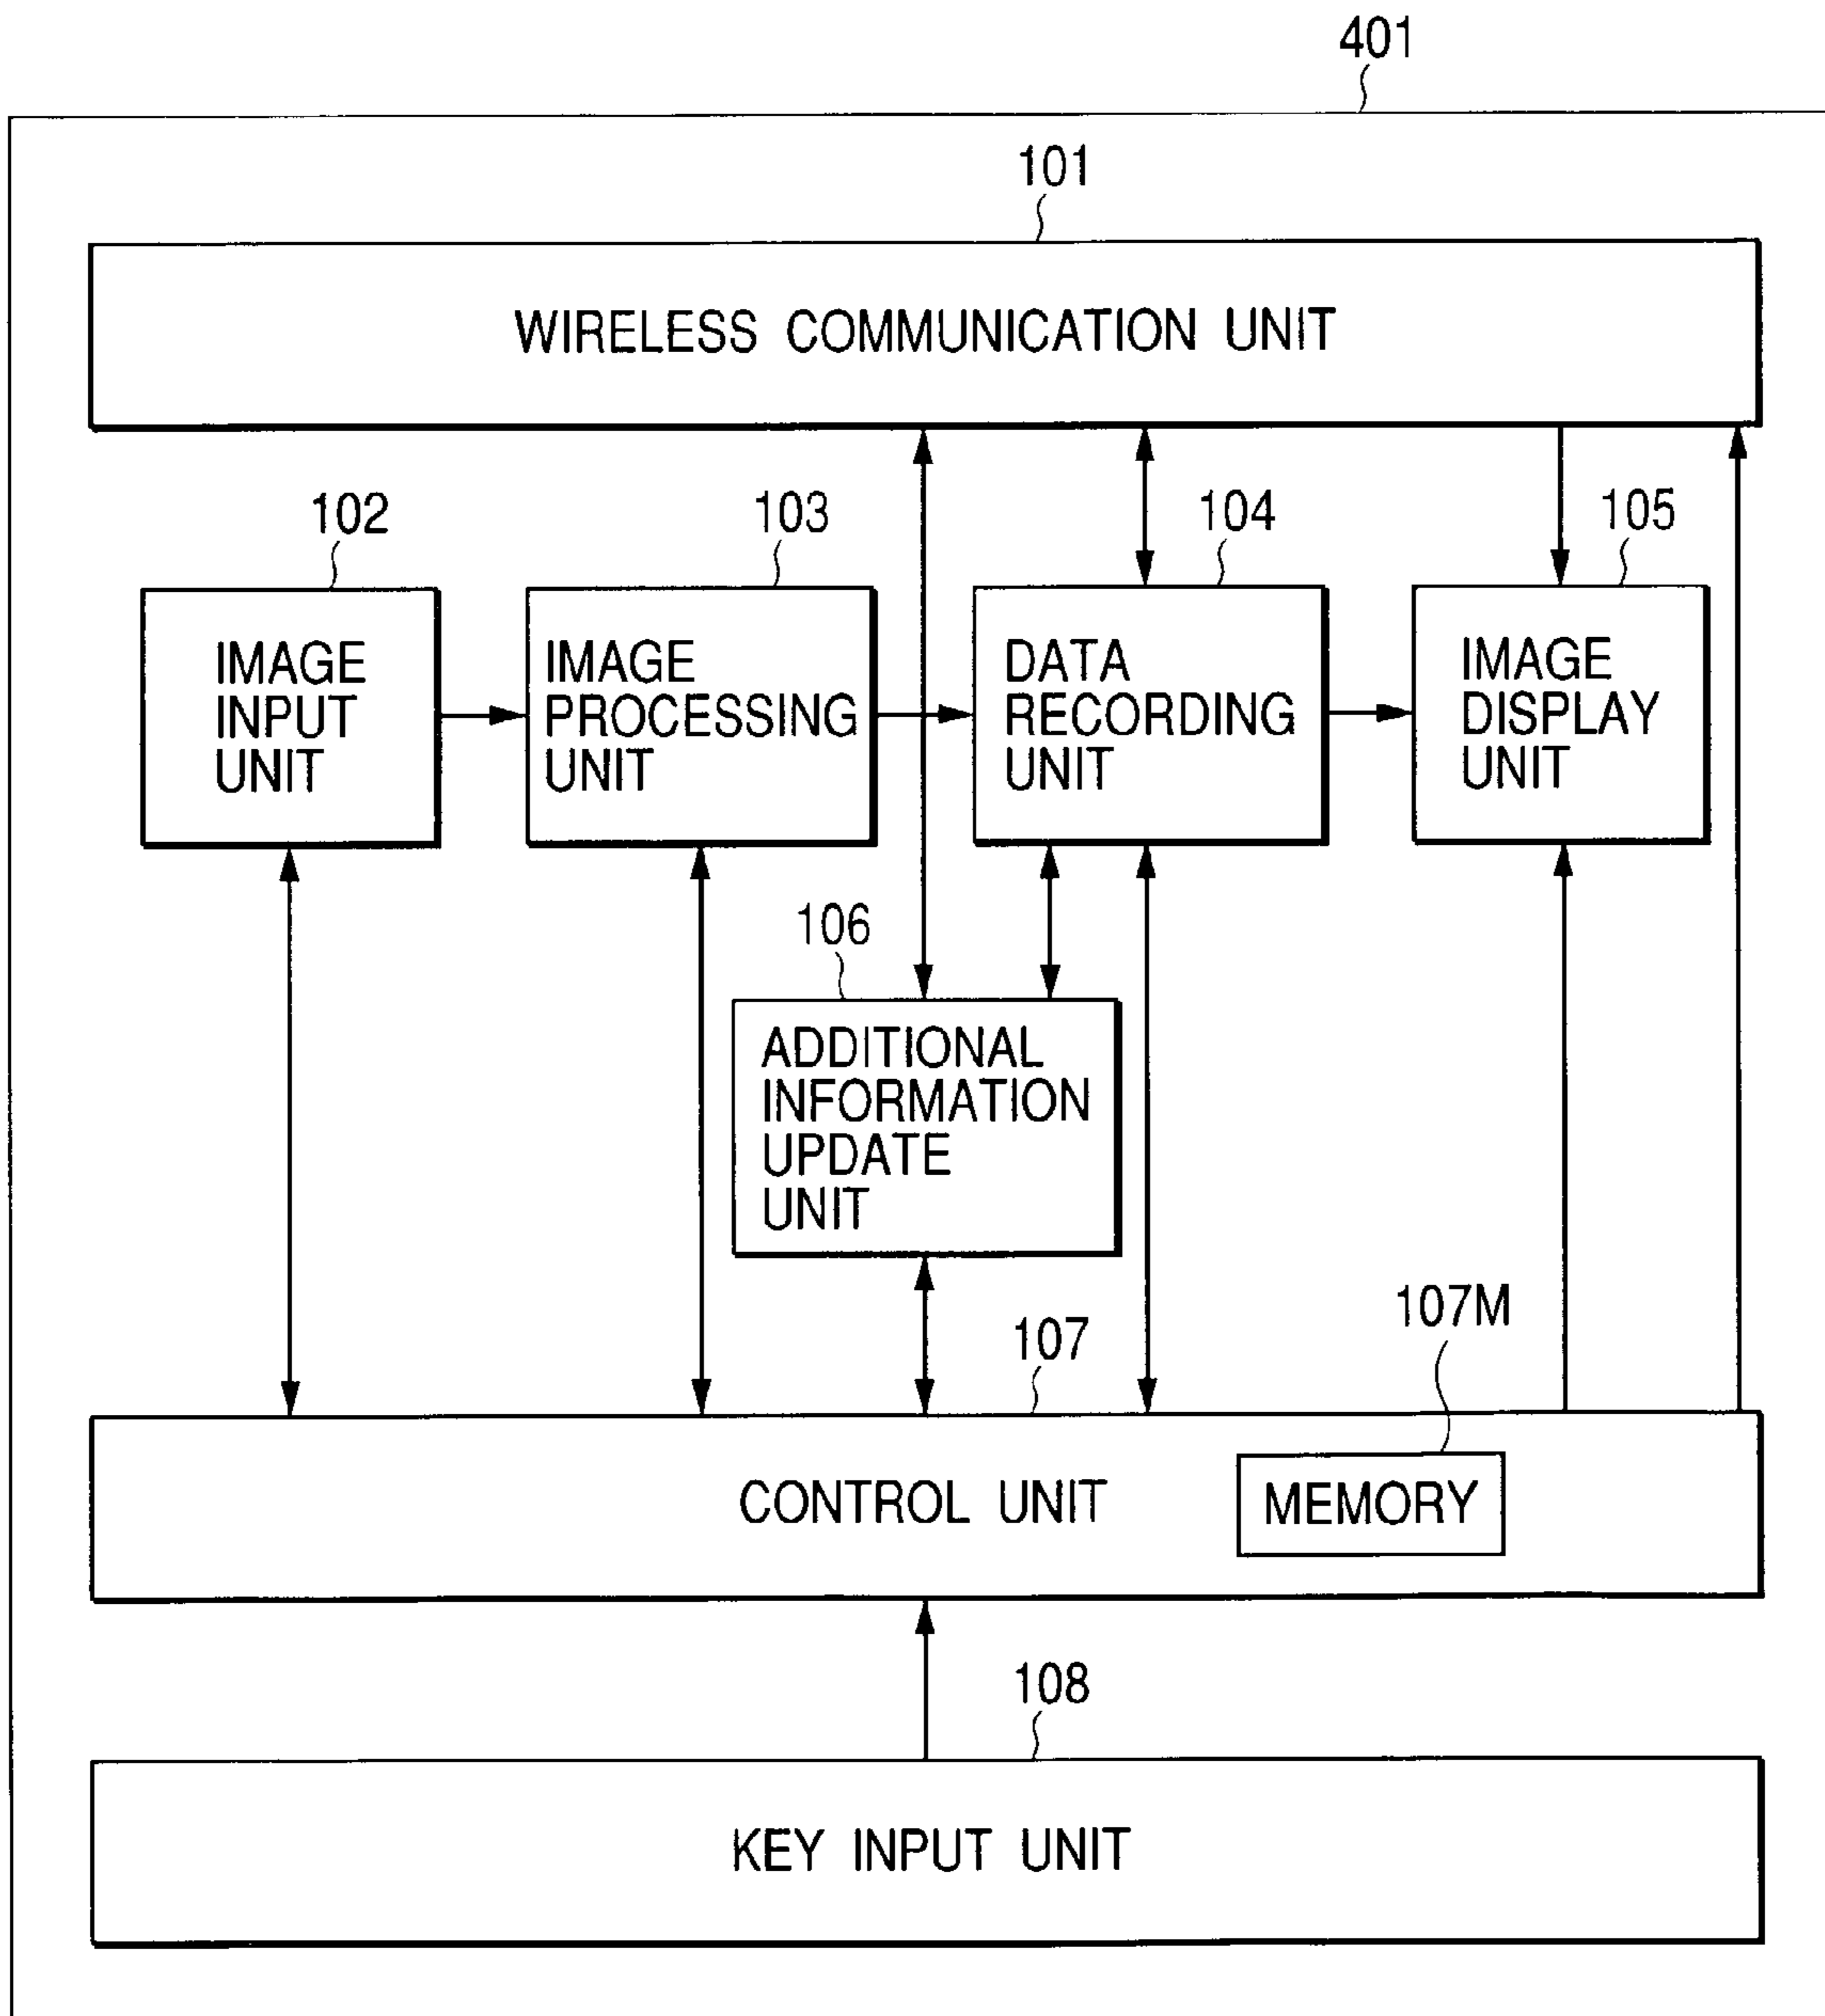 401
101
WIRELESS COMMUNICATION UNIT
102
103
104
105
IMAGE
INPUT
UNIT
IMAGE
PROCESSING
UNIT
DATA
RECORDING
UNIT
IMAGE
DISPLAY
UNIT
106
ADDITIONAL
INFORMATION
UPDATE
UNIT
107
107M
CONTROL UNIT
MEMORY
108
KEY INPUT UNIT